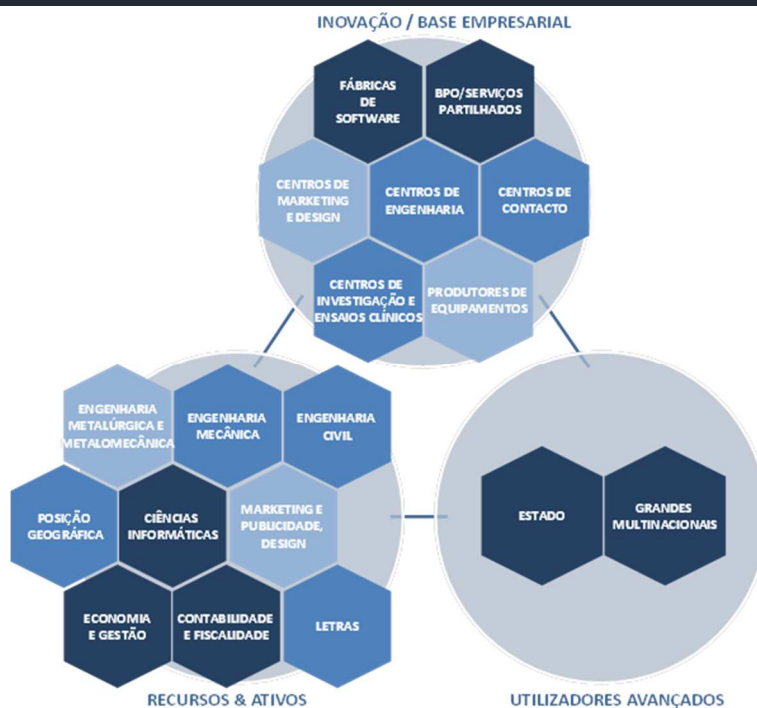 INOVAÇÃO / BASE EMPRESARIAL
FÁBRICAS
DE
SOFTWARE
BPO/SERVIÇOS
PARTILHADOS
CENTROS DE
MARKETING
E DESIGN
CENTROS DE
ENGENHARIA
CENTROS DE
CONTACTO
CENTROS DE
INVESTIGAÇÃO E
ENSAIOS CLÍNICOS
PRODUTORES DE
EQUIPAMENTOS
ENGENHARIA
METALÚRGICA E
METALOMECÂNICA
ENGENHARIA
MECÂNICA
ENGENHARIA
CIVIL
POSIÇÃO
GEOGRÁFICA
CIÊNCIAS
INFORMÁTICAS
MARKETING E
PUBLICIDADE,
DESIGN
ECONOMIA
E GESTÃO
CONTABILIDADE
E FISCALIDADE
LETRAS
RECURSOS & ATIVOS
ESTADO
GRANDES
MULTINACIONAIS
UTILIZADORES AVANÇADOS